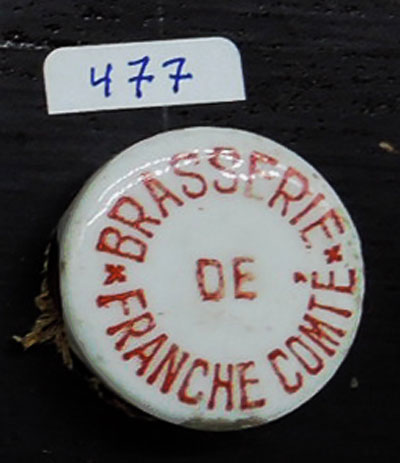 477
BRASSERIE
DE
FRANCHE COMTÉ